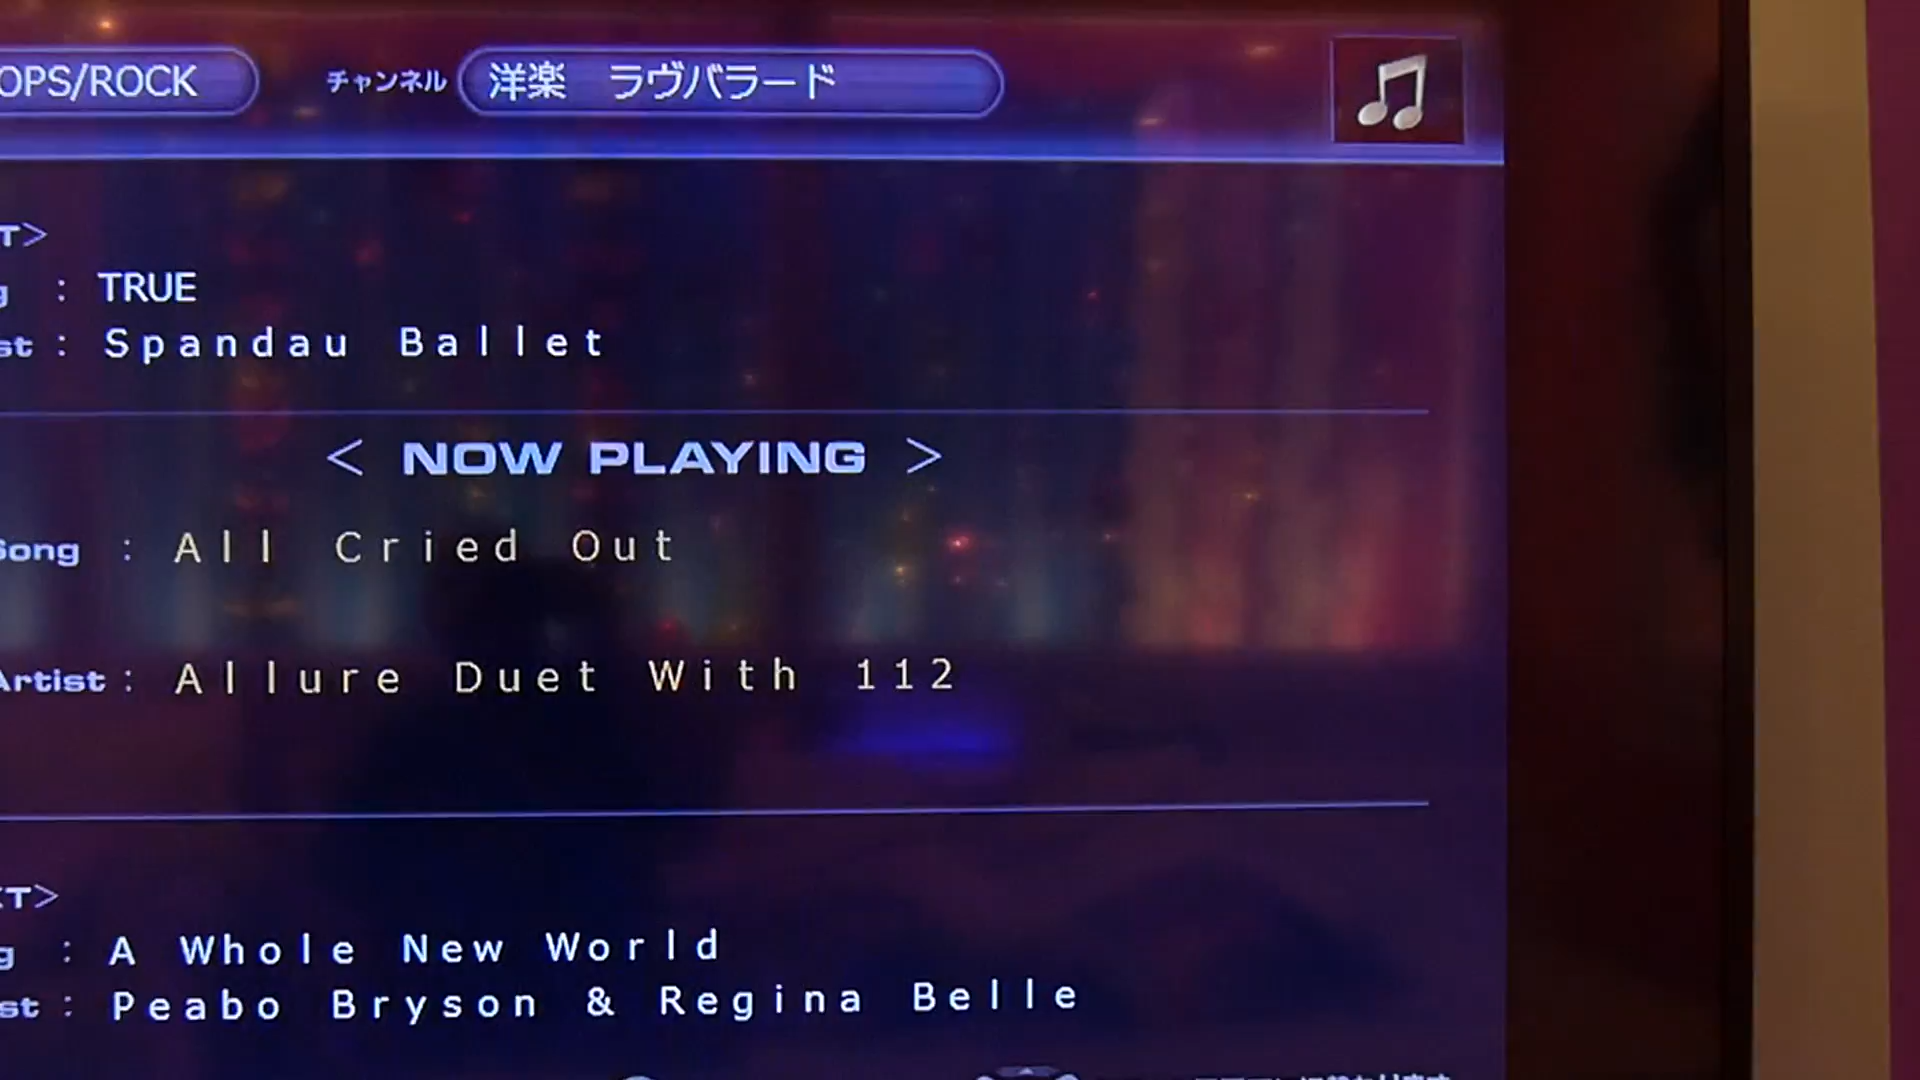 OPS/ROCK チャンネル 洋楽 ラヴバラード
T>
g : TRUE
st : Spandau Ballet
< NOW PLAYING >
Song : All Cried Out
Artist : Allure Duet With 112
XT>
g : A Whole New World
st : Peabo Bryson & Regina Belle